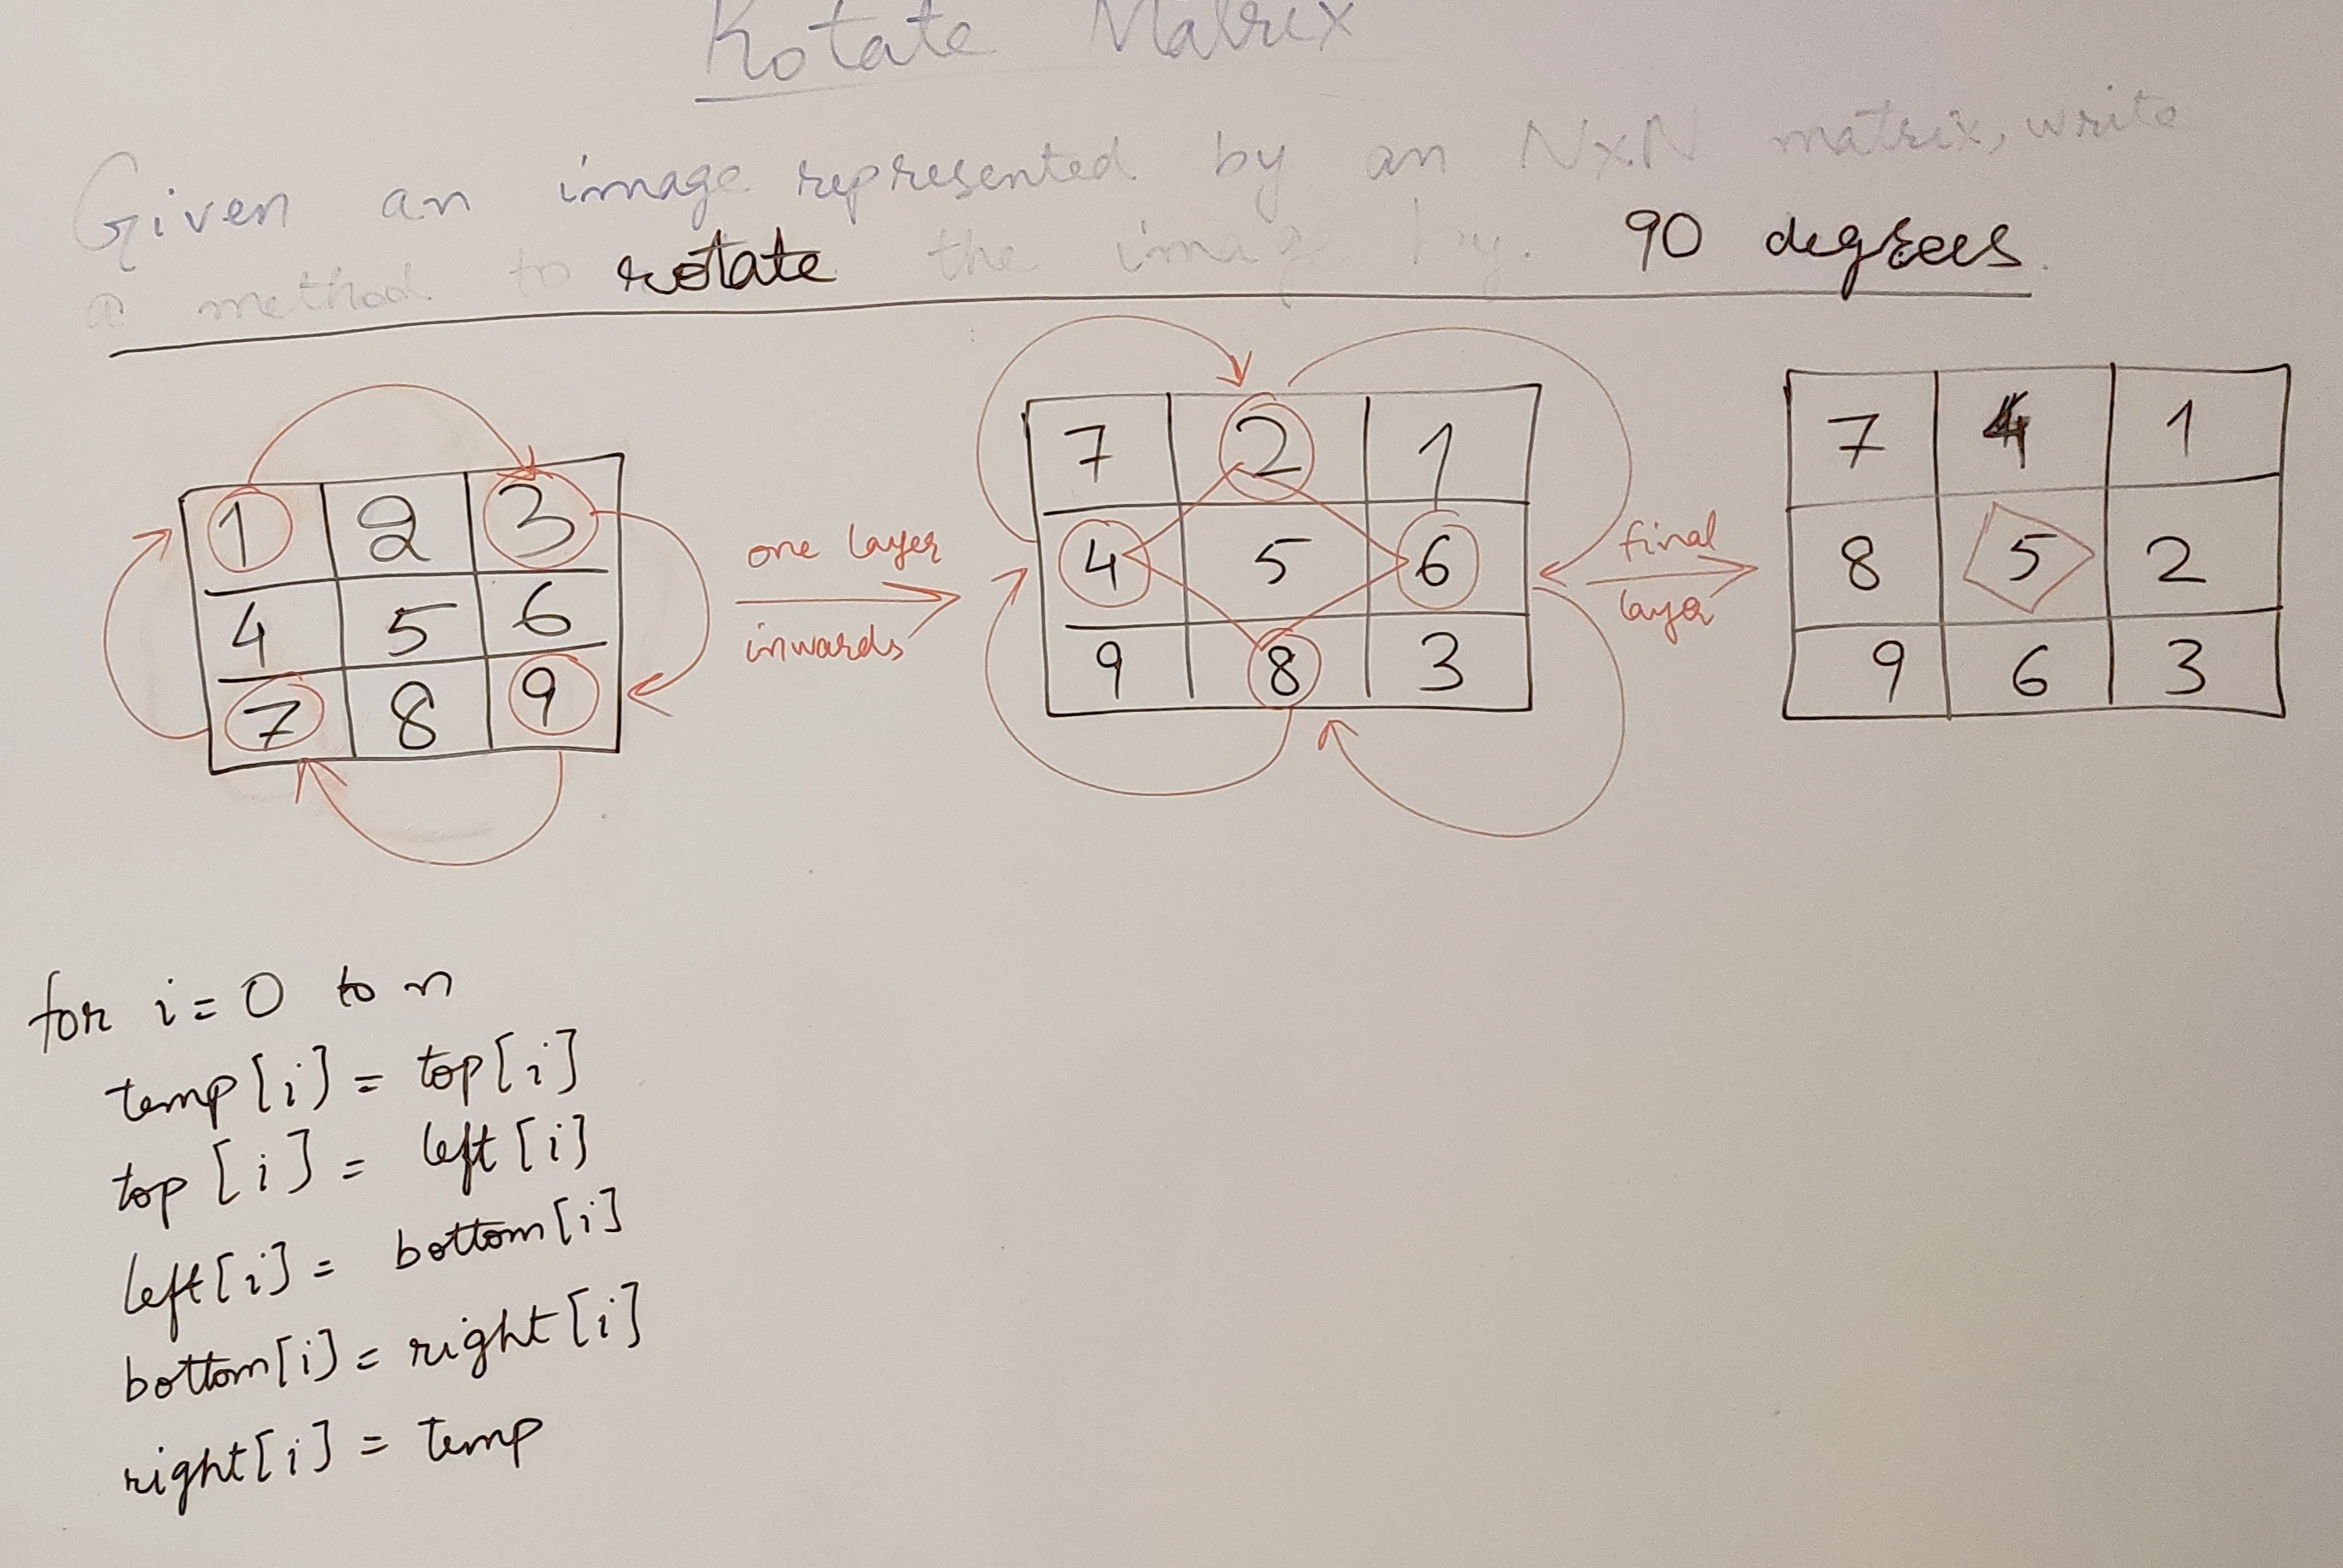 Rotate Matrix
Given an image represented by an NxN matrix, write
a method to rotate the image by. 90 degrees.
1 2 3
4 5 6
7 8 9
one layer
inwards
7 2 1
4 5 6
9 8 3
final
layer
7 4 1
8 5 2
9 6 3
for i = 0 to n
temp[i] = top[i]
top[i] = left[i]
left[i] = bottom[i]
bottom[i] = right[i]
right[i] = temp